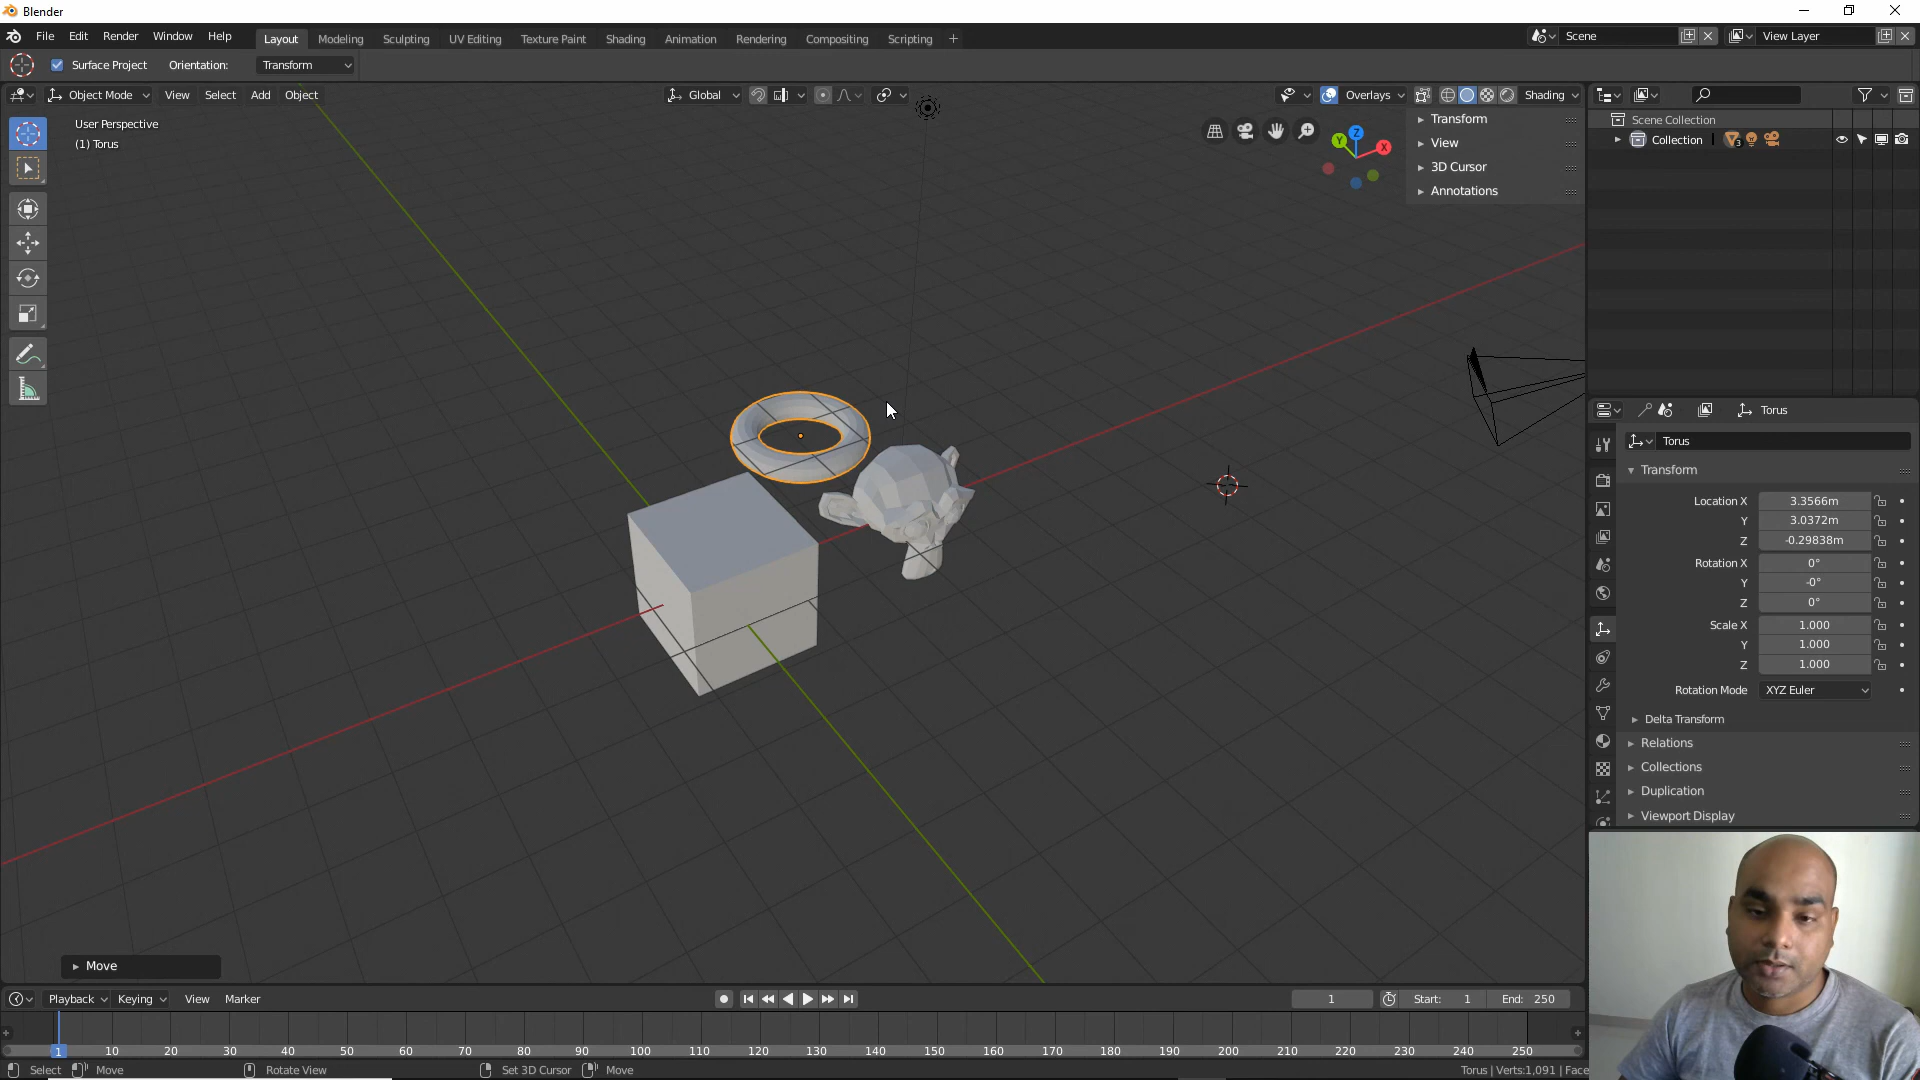 Blender
File Edit Render Window Help
Layout Modeling Sculpting UV Editing Texture Paint Shading Animation Rendering Compositing Scripting +
Scene
View Layer
Surface Project Orientation: Transform
Object Mode View Select Add Object
Global
Overlays
Shading
User Perspective
(1) Torus
Z
Y
X
Transform
View
3D Cursor
Annotations
Scene Collection
Collection
3
Torus
Torus
Transform
Location X 3.3566m
Y 3.0372m
Z -0.29838m
Rotation X 0°
Y -0°
Z 0°
Scale X 1.000
Y 1.000
Z 1.000
Rotation Mode XYZ Euler
Delta Transform
Relations
Collections
Duplication
Viewport Display
Move
Playback Keying View Marker
1
Start: 1
End: 250
1 10 20 30 40 50 60 70 80 90 100 110 120 130 140 150 160 170 180 190 200 210 220 230 240 250
Select Move Rotate View Set 3D Cursor Move
Torus | Verts:1,091 | Face